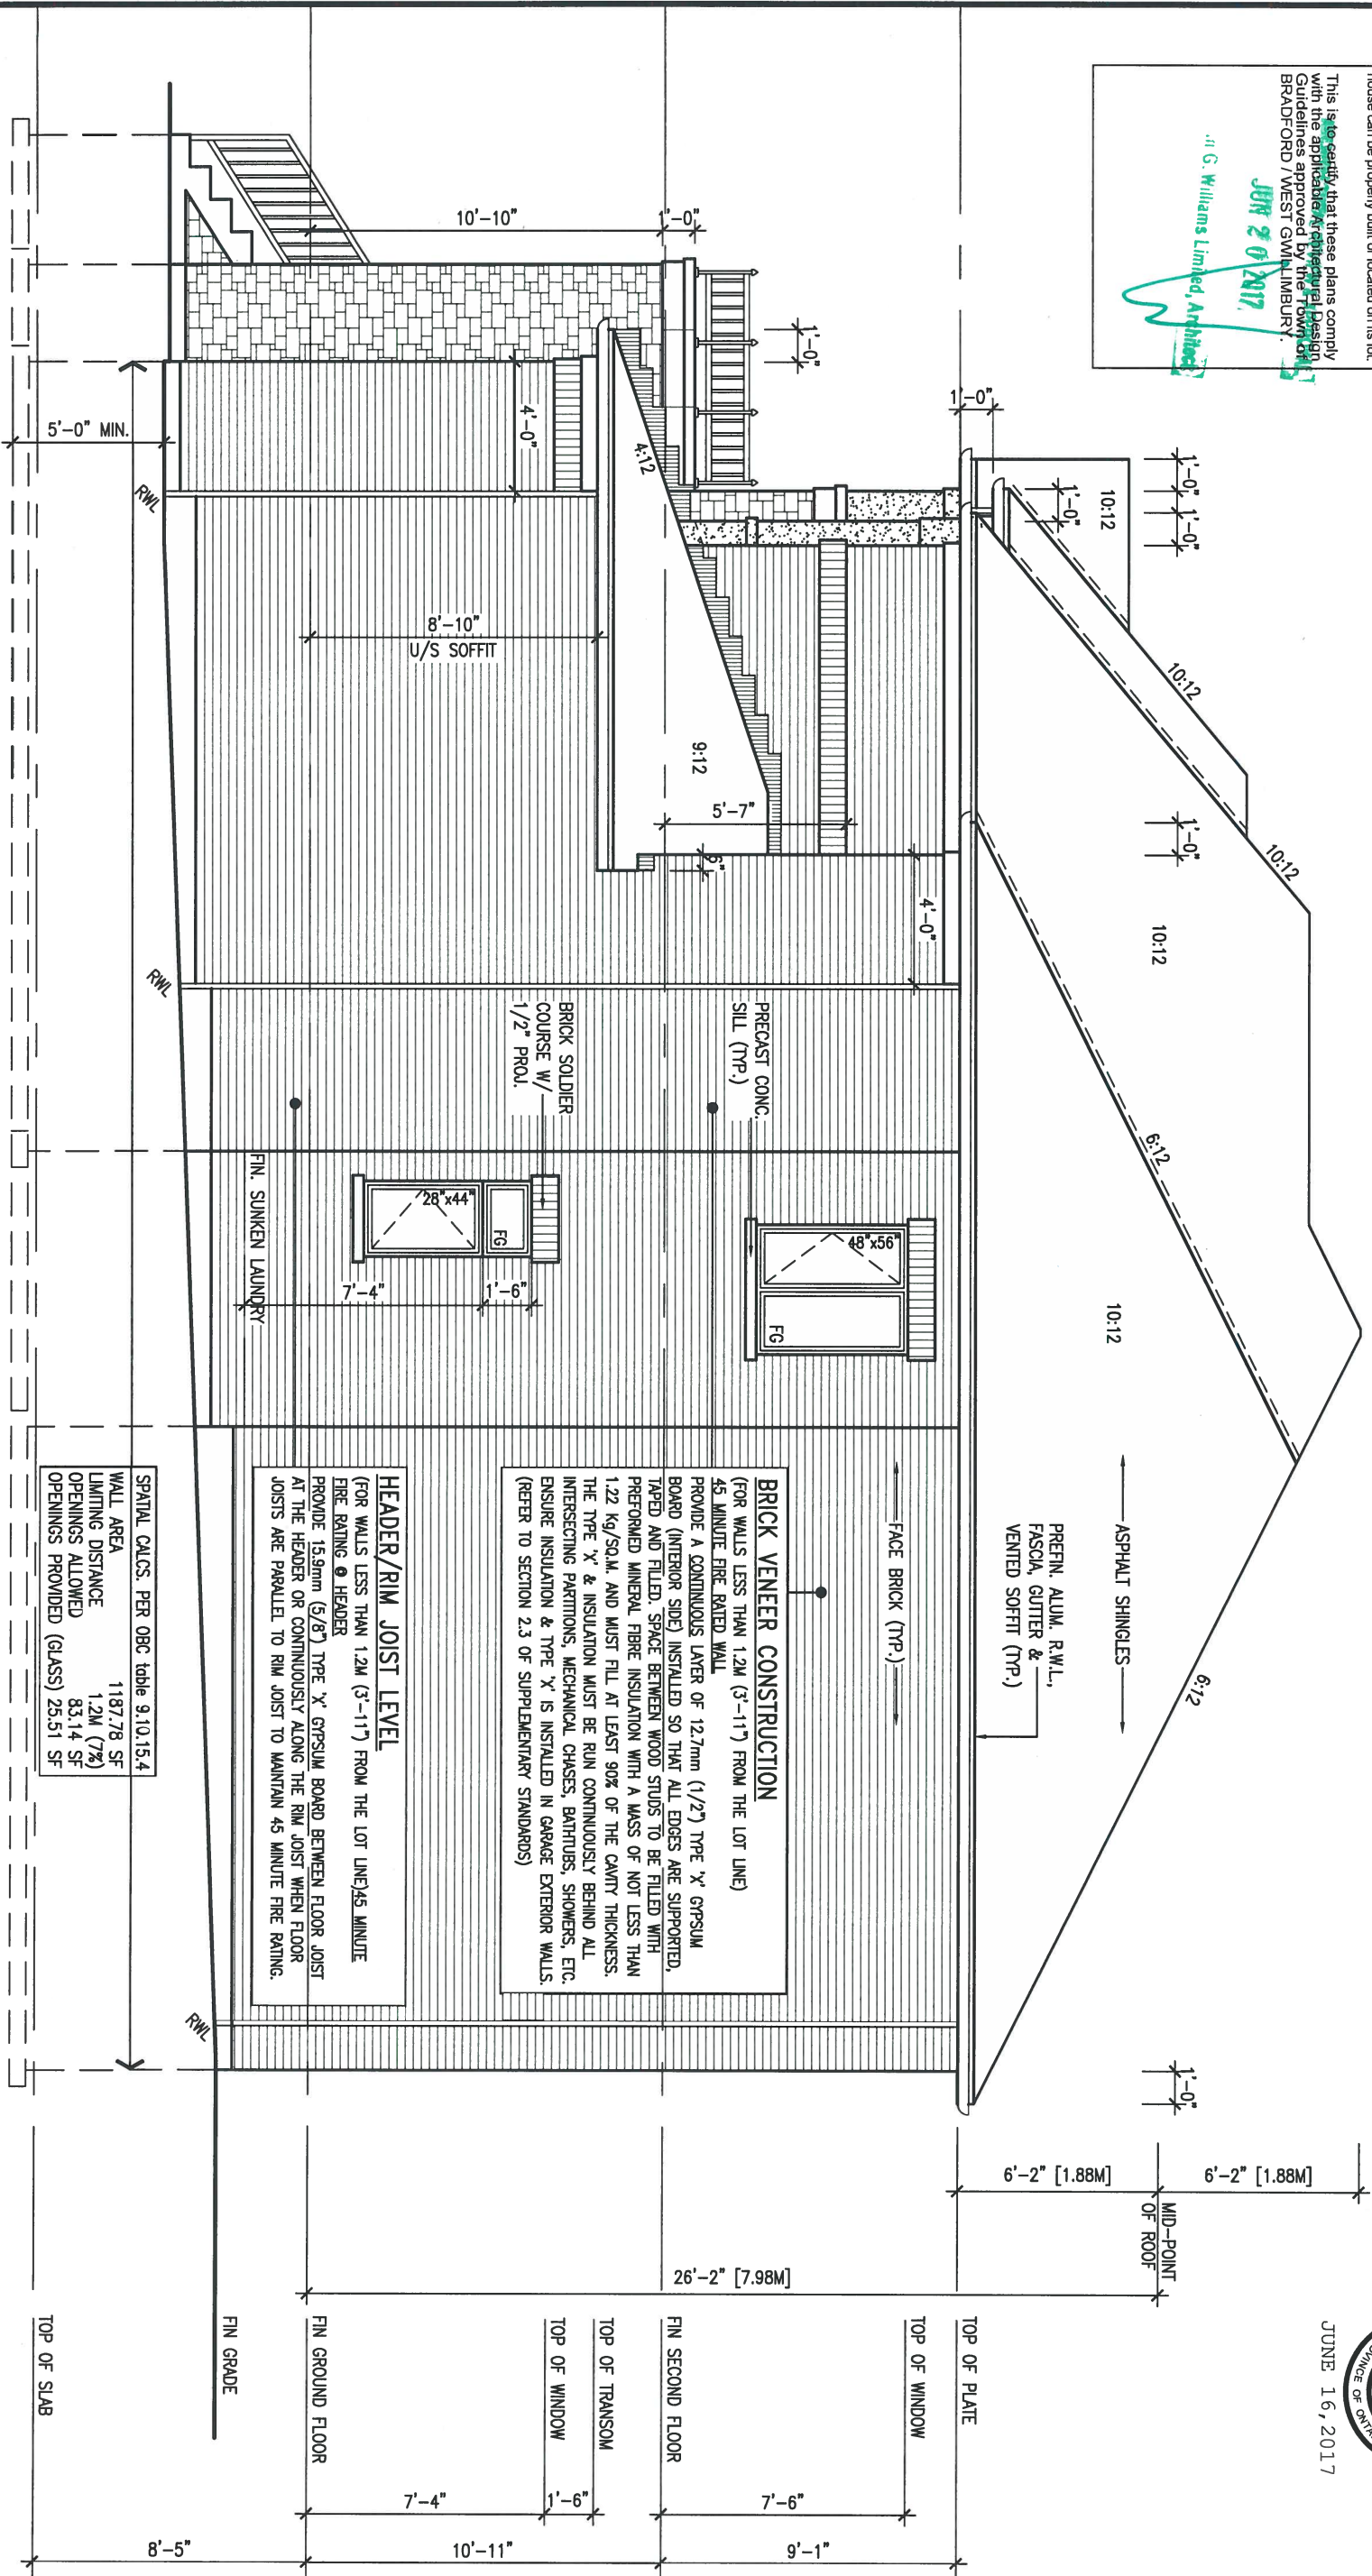 house can be properly built or located on its lot.
This is to certify that these plans comply
with the applicable Architectural Design
Guidelines approved by the Town of
BRADFORD / WEST GWILLIMBURY.
JUN 20 2017
G. Williams Limited, Architect
PROVINCE OF
JUNE 16, 2017
1'-0"
1'-0"
1'-0"
10:12
1'-0"
1'-0"
10:12
10:12
1'-0"
10:12
10:12
6:12
6:12
ASPHALT SHINGLES
PREFIN. ALUM. R.W.L.,
FASCIA, GUTTER &
VENTED SOFFIT (TYP.)
1'-0"
6'-2" [1.88M]
6'-2" [1.88M]
MID-POINT
OF ROOF
26'-2" [7.98M]
10'-10"
1'-0"
1'-0"
4'-0"
4:12
9:12
5'-7"
6"
4'-0"
8'-10"
U/S SOFFIT
5'-0" MIN.
RWL
RWL
RWL
PRECAST CONC.
SILL (TYP.)
BRICK SOLDIER
COURSE W/
1/2" PROJ.
48"x56"
FG
28"x44"
FG
7'-4"
1'-6"
FIN. SUNKEN LAUNDRY
FACE BRICK (TYP.)
BRICK VENEER CONSTRUCTION
(FOR WALLS LESS THAN 1.2M (3'-11") FROM THE LOT LINE)
45 MINUTE FIRE RATED WALL
PROVIDE A CONTINUOUS LAYER OF 12.7mm (1/2") TYPE 'X' GYPSUM
BOARD (INTERIOR SIDE) INSTALLED SO THAT ALL EDGES ARE SUPPORTED,
TAPED AND FILLED. SPACE BETWEEN WOOD STUDS TO BE FILLED WITH
PREFORMED MINERAL FIBRE INSULATION WITH A MASS OF NOT LESS THAN
1.22 Kg/SQ.M. AND MUST FILL AT LEAST 90% OF THE CAVITY THICKNESS.
THE TYPE 'X' & INSULATION MUST BE RUN CONTINUOUSLY BEHIND ALL
INTERSECTING PARTITIONS, MECHANICAL CHASES, BATHTUBS, SHOWERS, ETC.
ENSURE INSULATION & TYPE 'X' IS INSTALLED IN GARAGE EXTERIOR WALLS.
(REFER TO SECTION 2.3 OF SUPPLEMENTARY STANDARDS)
HEADER/RIM JOIST LEVEL
(FOR WALLS LESS THAN 1.2M (3'-11") FROM THE LOT LINE)45 MINUTE
FIRE RATING @ HEADER
PROVIDE 15.9mm (5/8") TYPE 'X' GYPSUM BOARD BETWEEN FLOOR JOIST
AT THE HEADER OR CONTINUOUSLY ALONG THE RIM JOIST WHEN FLOOR
JOISTS ARE PARALLEL TO RIM JOIST TO MAINTAIN 45 MINUTE FIRE RATING.
SPATIAL CALCS. PER OBC table 9.10.15.4
WALL AREA 1187.78 SF
LIMITING DISTANCE 1.2M (7%)
OPENINGS ALLOWED 83.14 SF
OPENINGS PROVIDED (GLASS) 25.51 SF
TOP OF PLATE
TOP OF WINDOW
FIN SECOND FLOOR
TOP OF TRANSOM
TOP OF WINDOW
FIN GROUND FLOOR
FIN GRADE
TOP OF SLAB
7'-6"
1'-6"
7'-4"
9'-1"
10'-11"
8'-5"